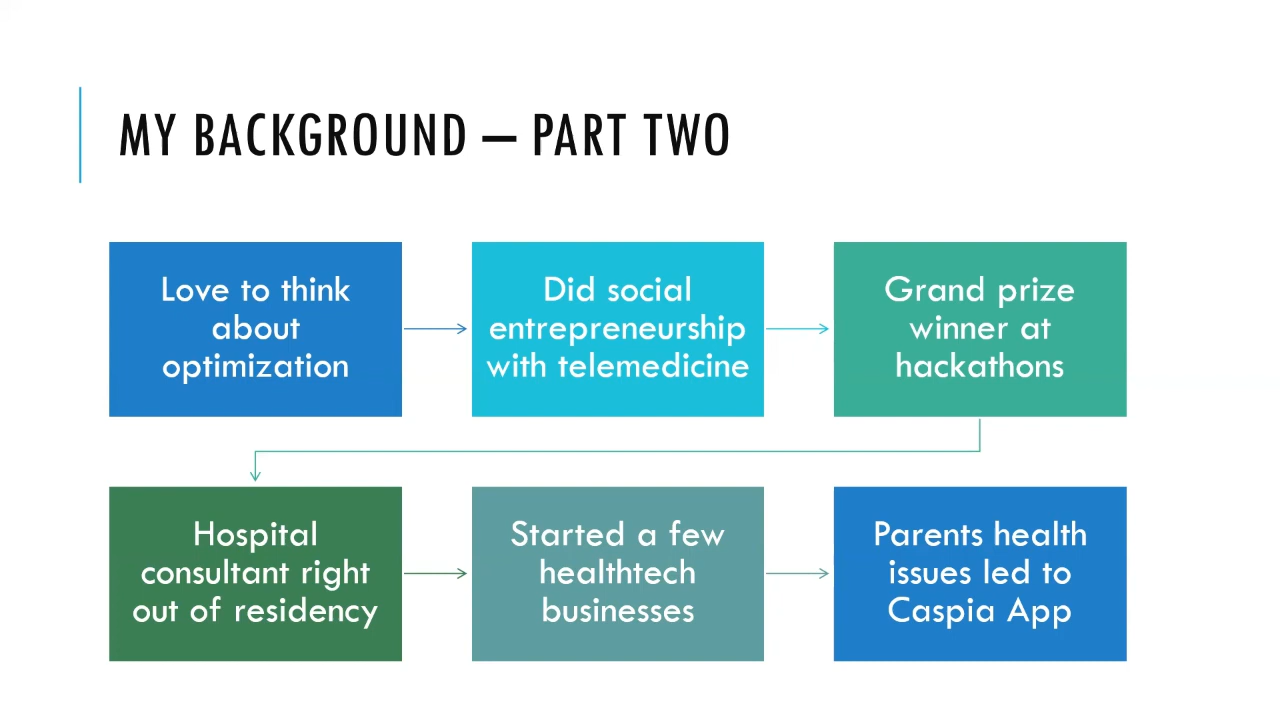 MY BACKGROUND – PART TWO
Love to think
about
optimization
Did social
entrepreneurship
with telemedicine
Grand prize
winner at
hackathons
Hospital
consultant right
out of residency
Started a few
healthtech
businesses
Parents health
issues led to
Caspia App